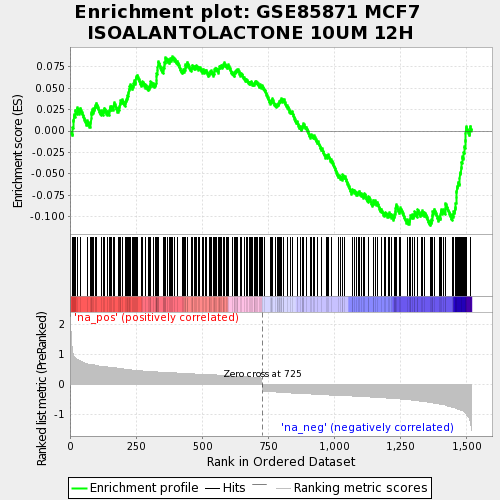 Enrichment plot: GSE85871 MCF7
ISOALANTOLACTONE 10UM 12H
Enrichment score (ES)
0.075
0.050
0.025
0.000
-0.025
-0.050
-0.075
-0.100
Ranked list metric (PreRanked)
2
1
0
-1
'na_pos' (positively correlated)
Zero cross at 725
'na_neg' (negatively correlated)
0
250
500
750
1,000
1,250
1,500
Rank in Ordered Dataset
Enrichment profile
Hits
Ranking metric scores